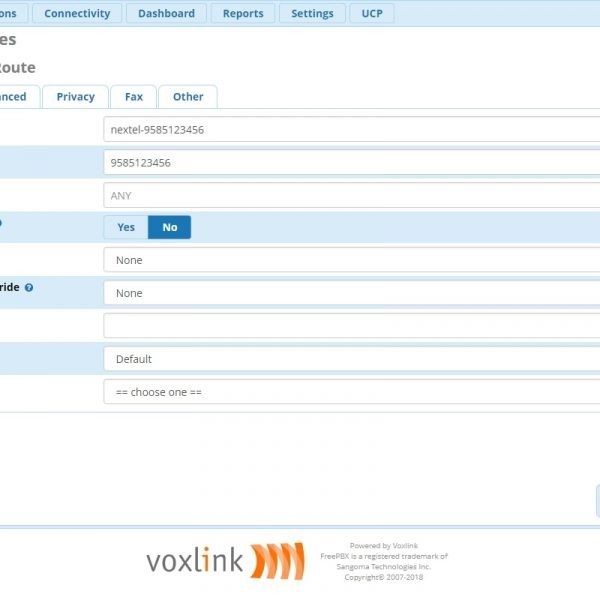 ons Connectivity Dashboard Reports Settings UCP
es
Route
anced Privacy Fax Other
nextel-9585123456
9585123456
ANY
Yes No
None
ride ?
None
Default
== choose one ==
voxlink
Powered by Voxlink
FreePBX is a registered trademark of
Sangoma Technologies Inc.
Copyright© 2007-2018